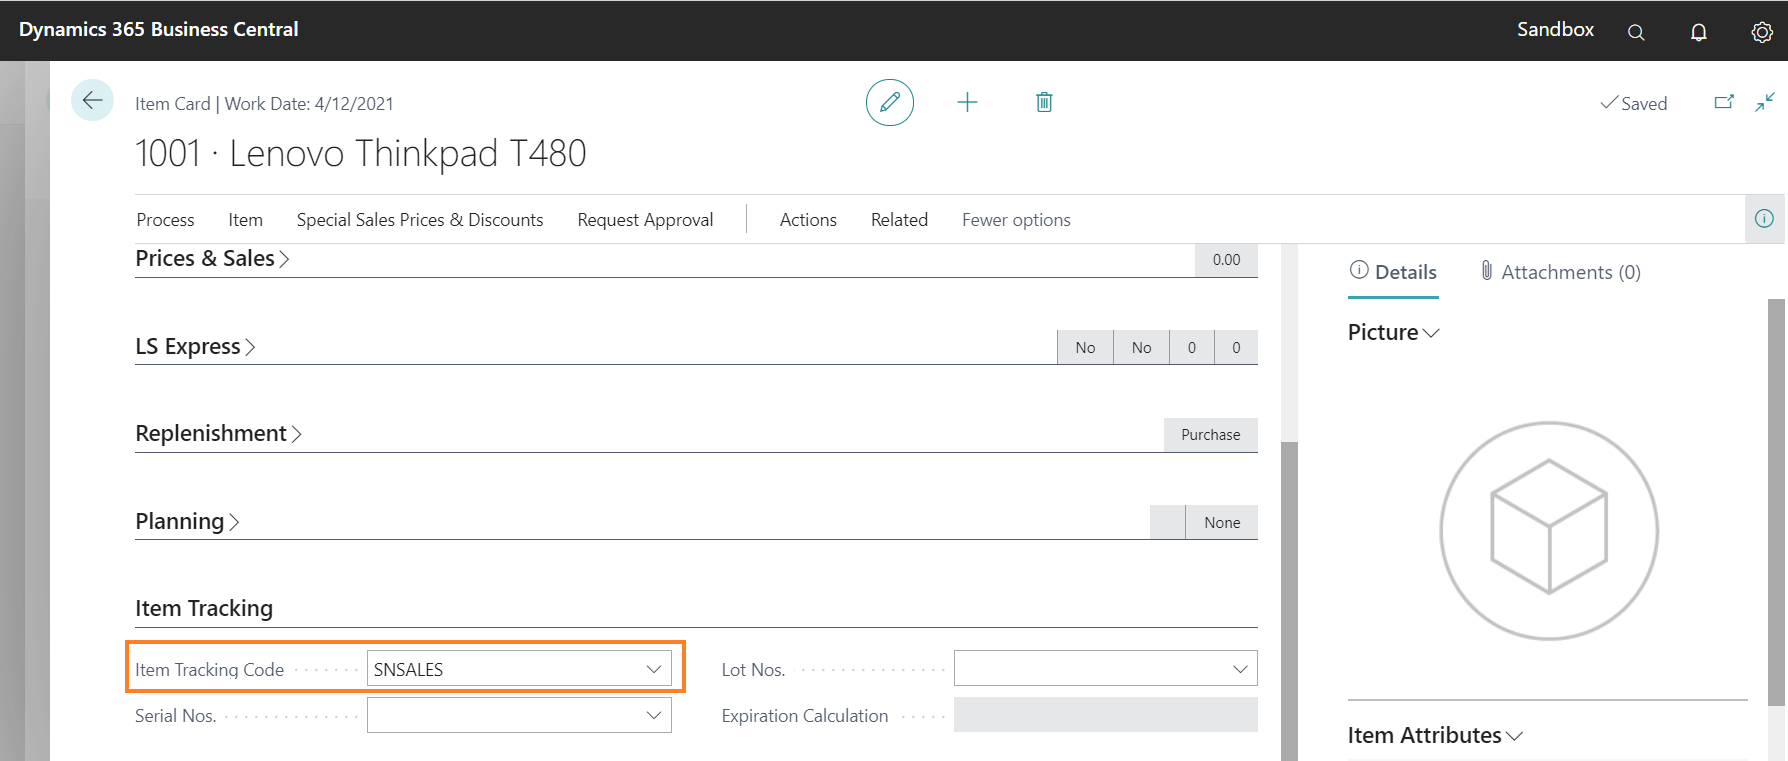 Dynamics 365 Business Central
Sandbox
Item Card | Work Date: 4/12/2021
Saved
1001 · Lenovo Thinkpad T480
Process Item Special Sales Prices & Discounts Request Approval Actions Related Fewer options
Prices & Sales 0.00
LS Express No No 0 0
Replenishment Purchase
Planning None
Item Tracking
Item Tracking Code SNSALES Lot Nos.
Serial Nos. Expiration Calculation
Details Attachments (0)
Picture
Item Attributes